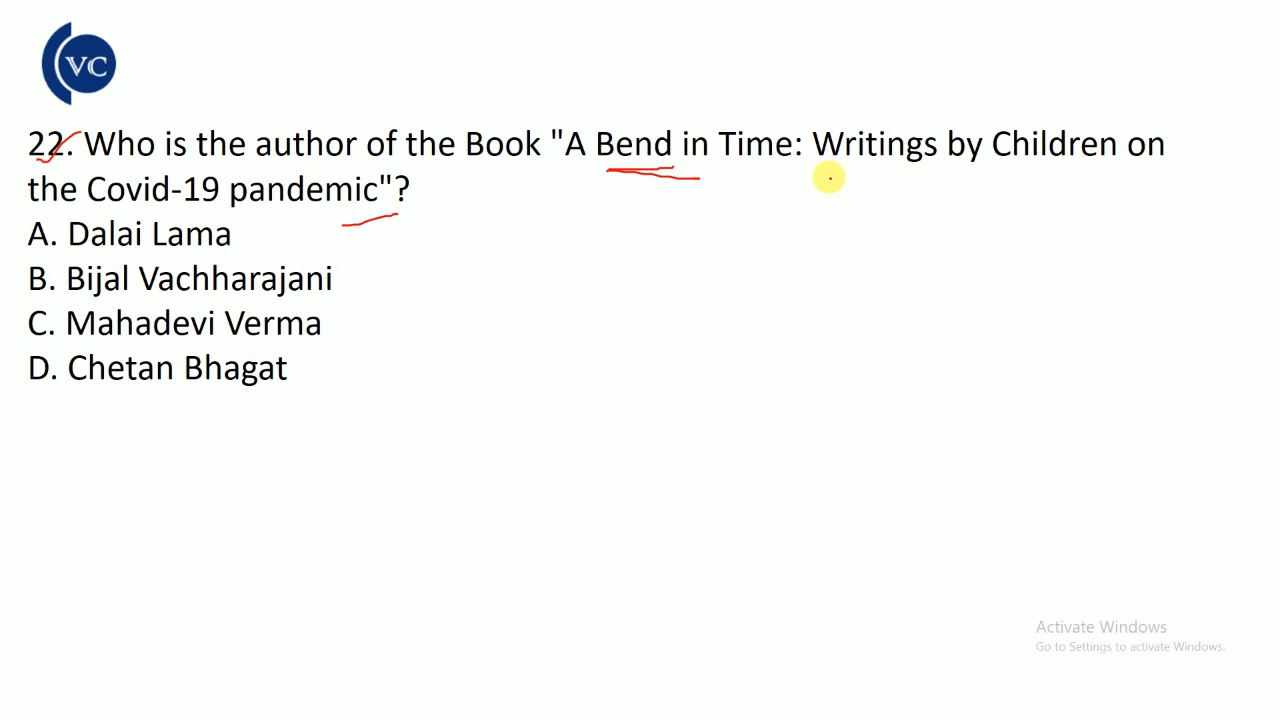 VC
22. Who is the author of the Book "A Bend in Time: Writings by Children on
the Covid-19 pandemic"?
A. Dalai Lama
B. Bijal Vachharajani
C. Mahadevi Verma
D. Chetan Bhagat
Activate Windows
Go to Settings to activate Windows.